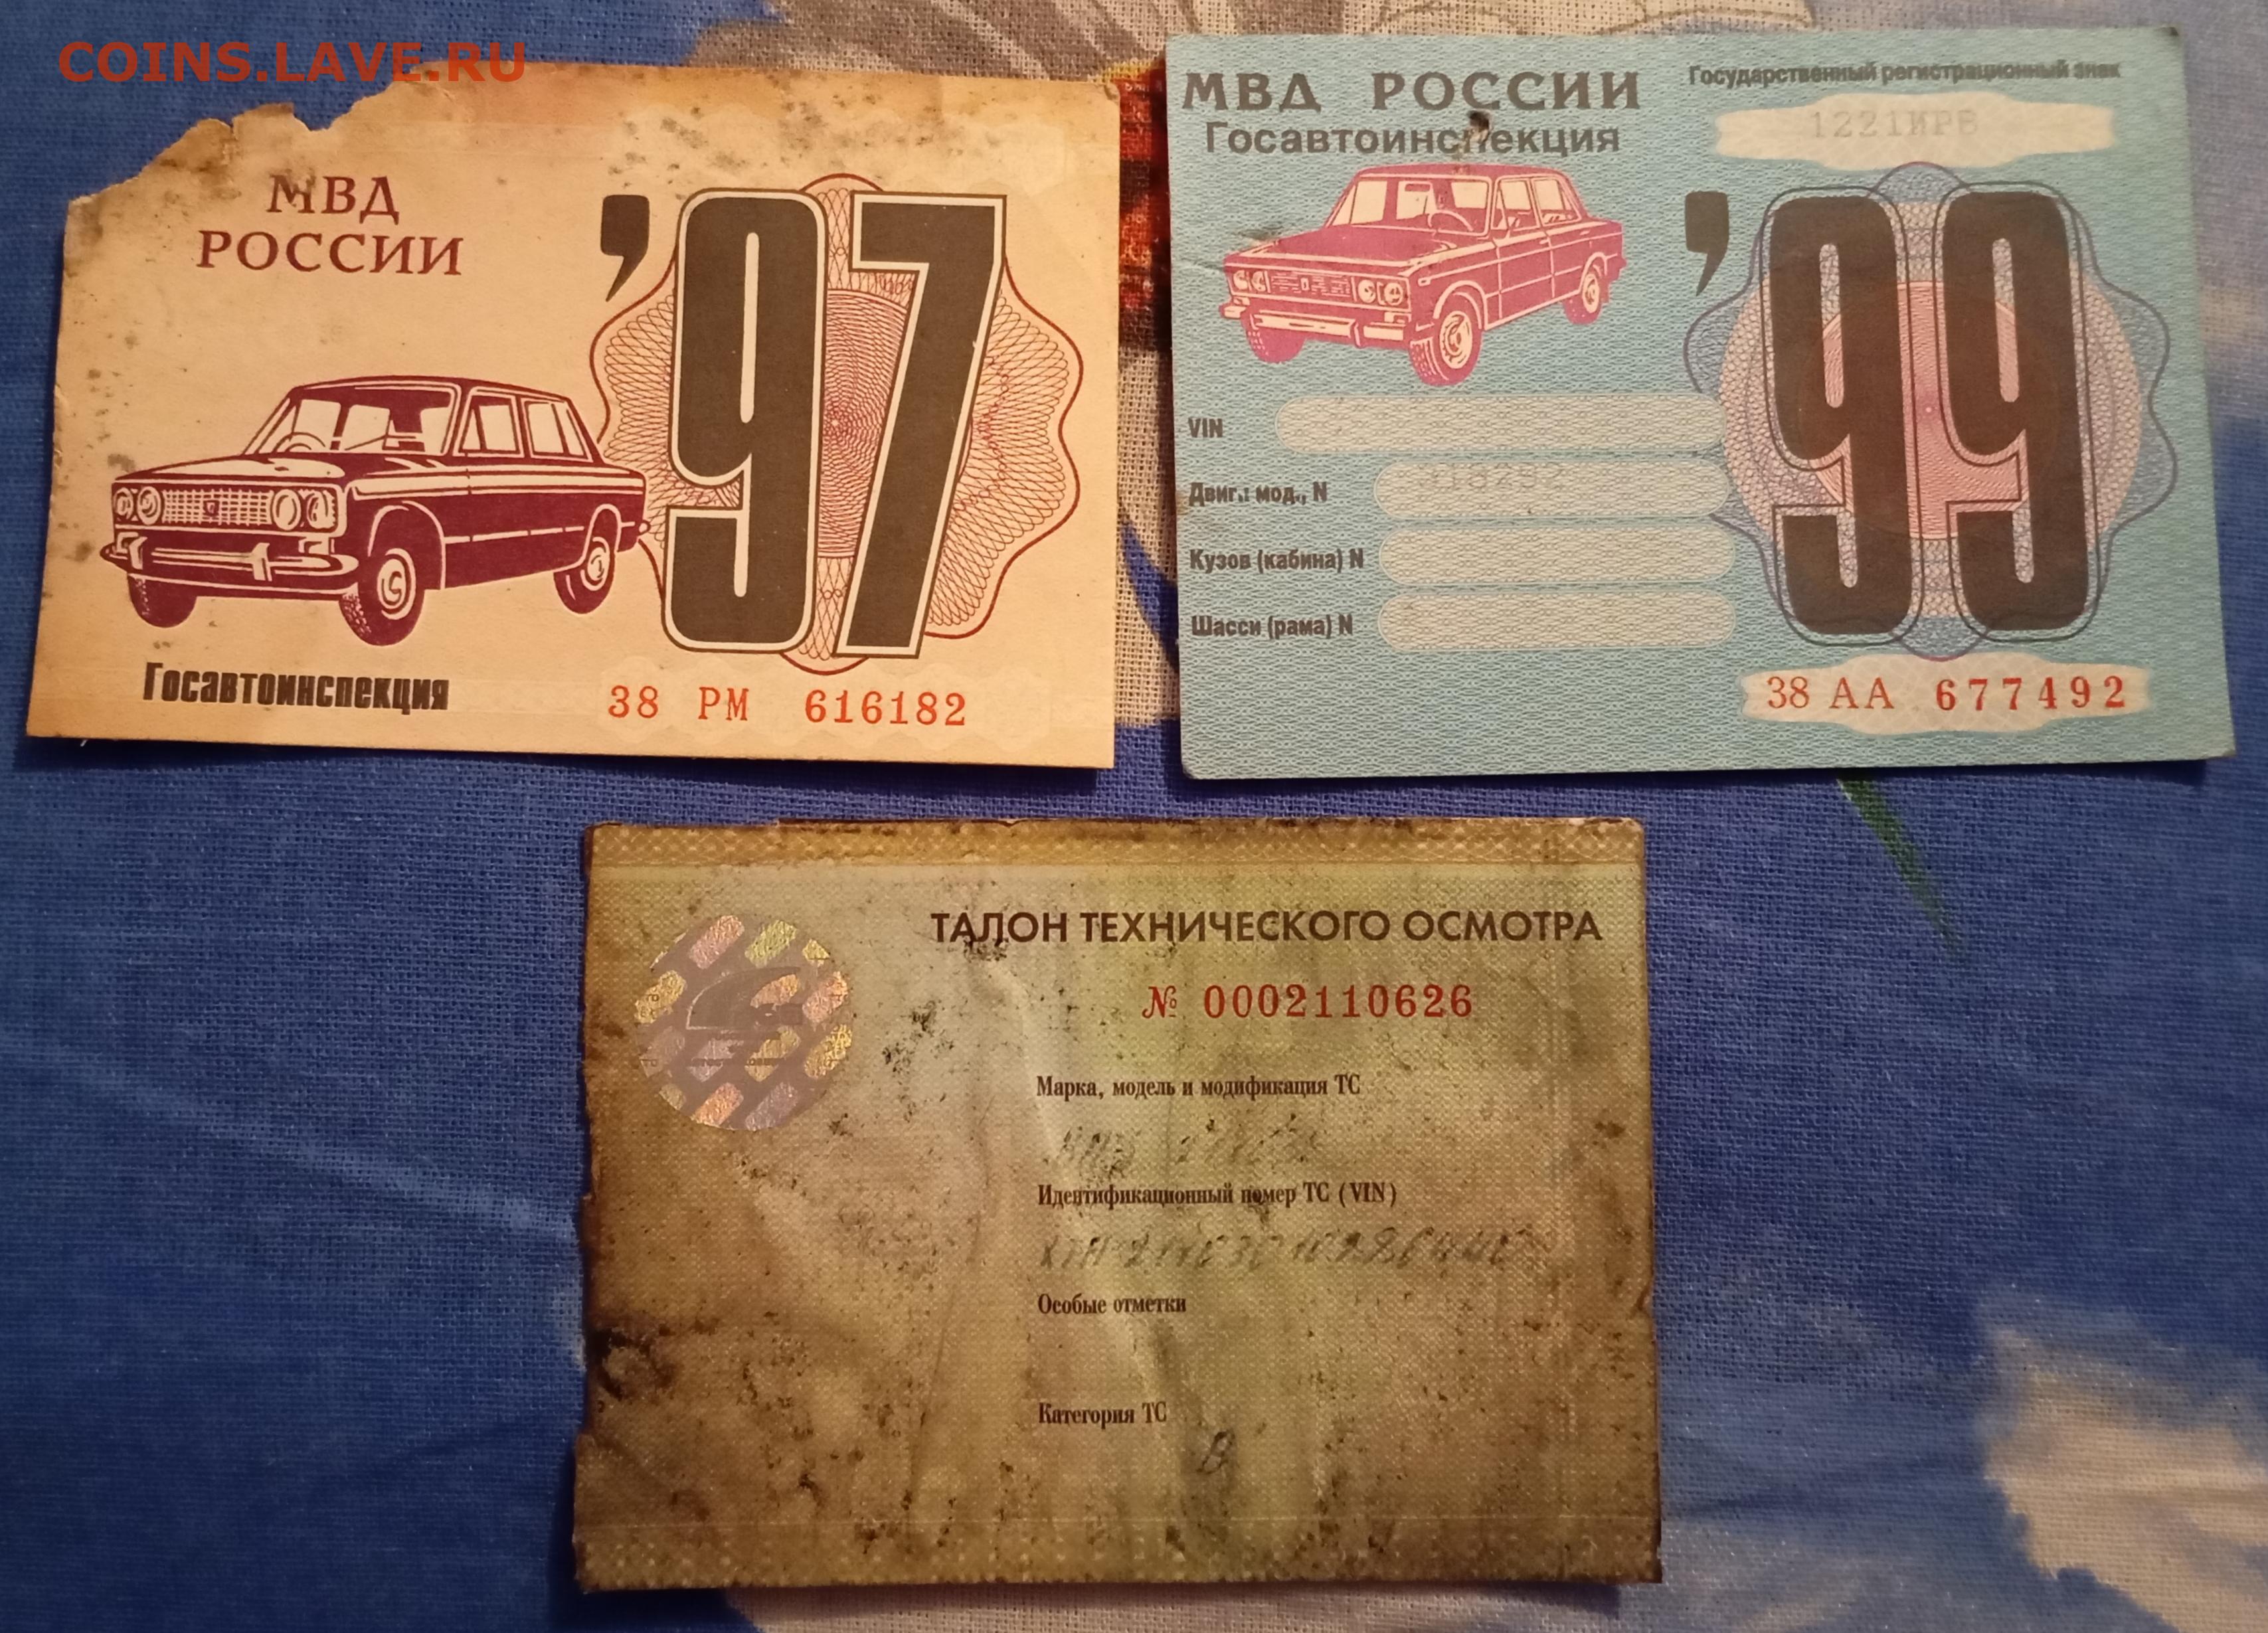 COINS.LAVE.RU
МВД
РОССИИ
'97
Госавтоинспекция
38 РМ 616182
МВД РОССИИ
Госавтоинспекция
Государственный регистрационный знак
1221ИРВ
'99
VIN
Двиг.: мод., N
Кузов (кабина) N
Шасси (рама) N
38 АА 677492
ТАЛОН ТЕХНИЧЕСКОГО ОСМОТРА
№ 0002110626
Марка, модель и модификация ТС
Идентификационный номер ТС (VIN)
Особые отметки
Категория ТС
В